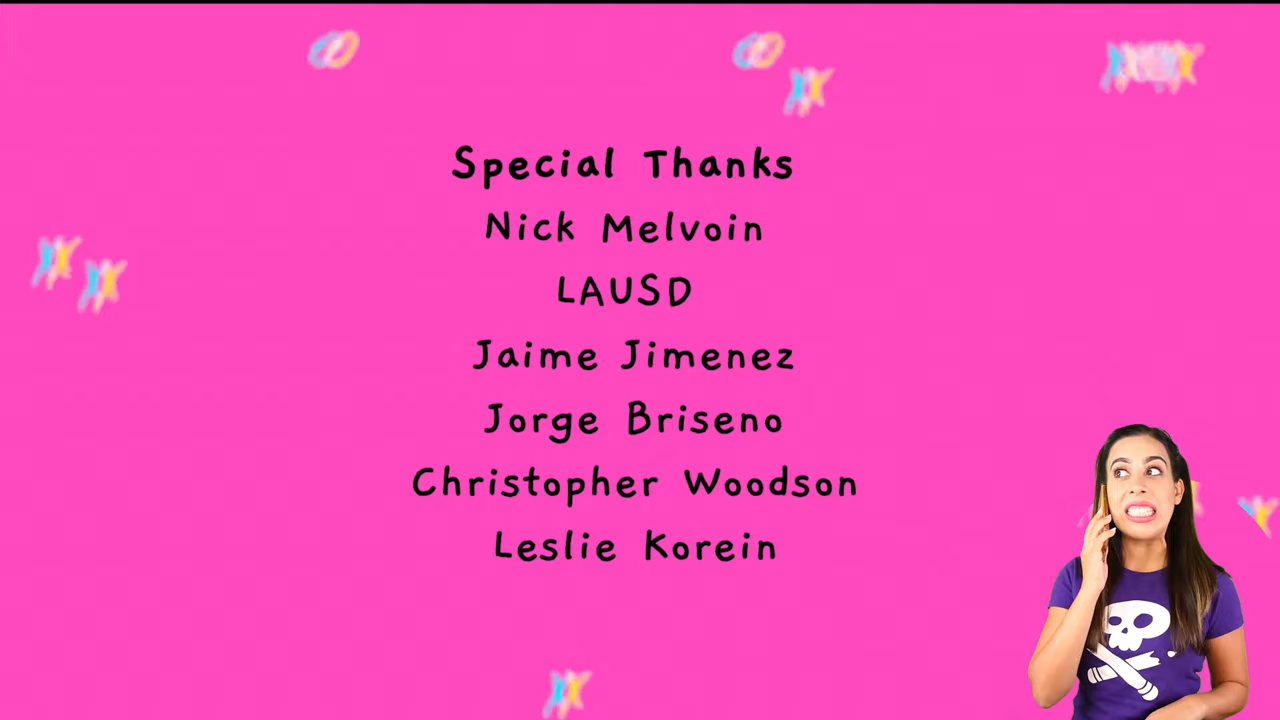 Special Thanks
Nick Melvoin
LAUSD
Jaime Jimenez
Jorge Briseno
Christopher Woodson
Leslie Korein